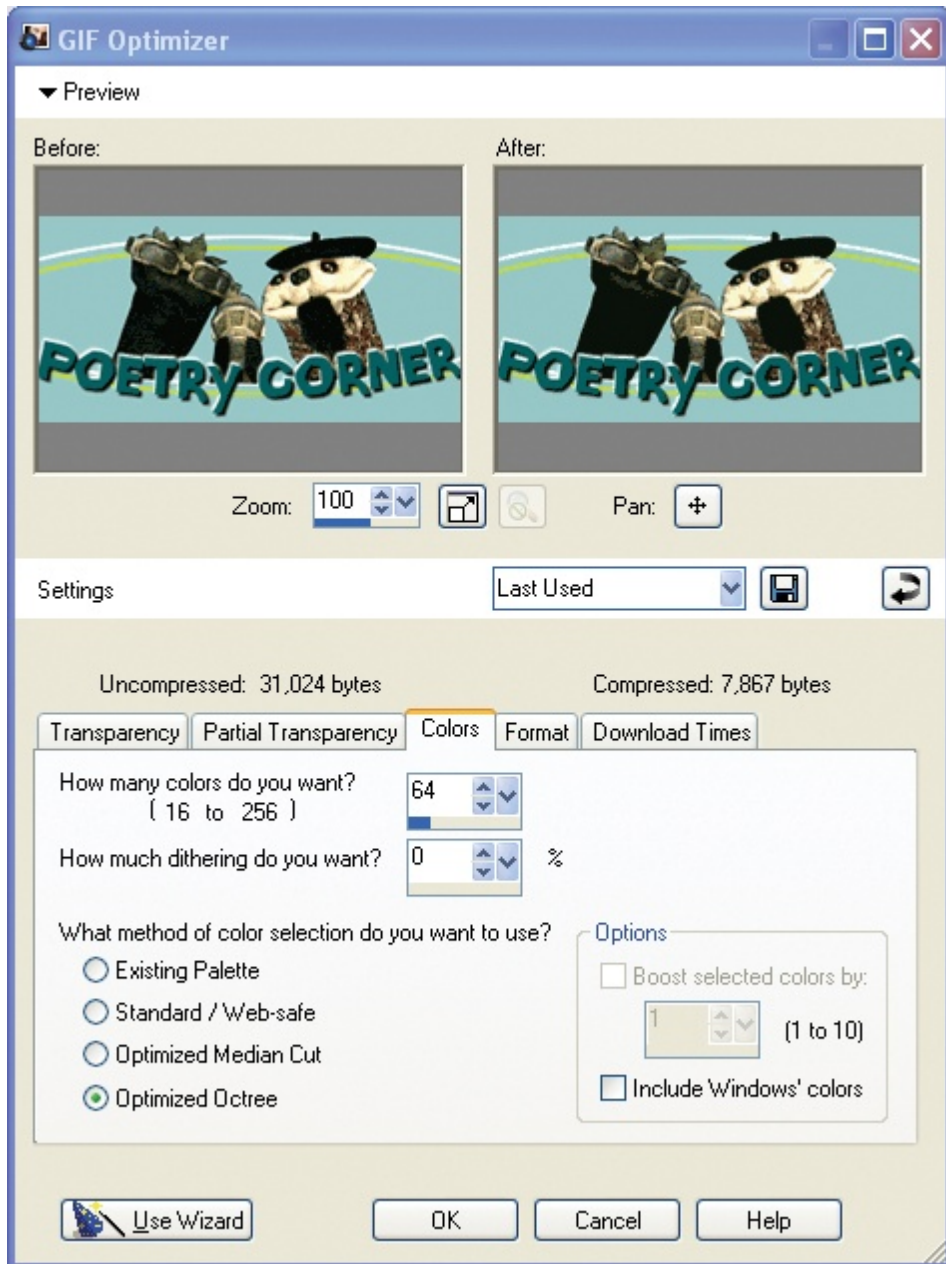 GIF Optimizer
Preview
Before:
After:
POETRY CORNER
POETRY CORNER
Zoom: 100
Pan:
Settings
Last Used
Uncompressed: 31,024 bytes
Compressed: 7,867 bytes
Transparency
Partial Transparency
Colors
Format
Download Times
How many colors do you want?
64
( 16 to 256 )
How much dithering do you want?
0 %
What method of color selection do you want to use?
Existing Palette
Standard / Web-safe
Optimized Median Cut
Optimized Octree
Options
Boost selected colors by:
1
(1 to 10)
Include Windows' colors
Use Wizard
OK
Cancel
Help